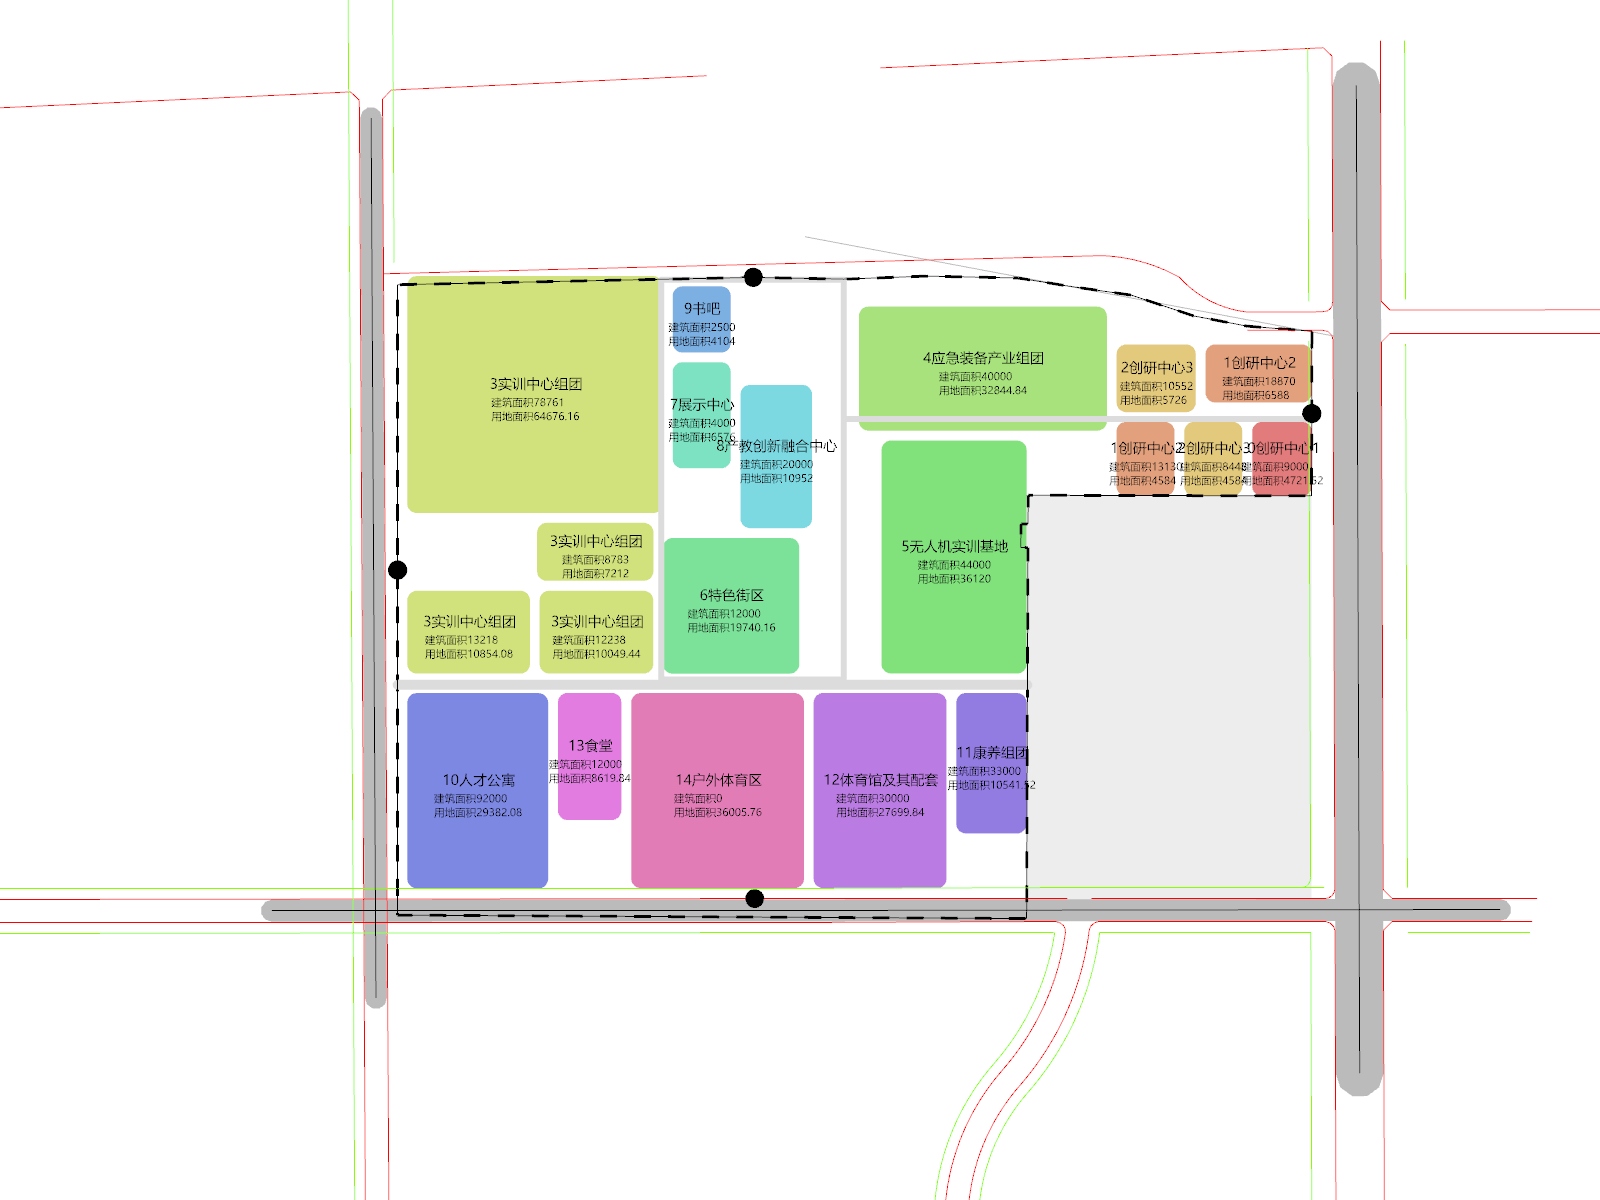 9书吧
建筑面积2500
用地面积4104
3实训中心组团
建筑面积78761
用地面积64676.16
7展示中心
建筑面积4000
用地面积6576
8产教创新融合中心
建筑面积20000
用地面积10952
4应急装备产业组团
建筑面积40000
用地面积32844.84
2创研中心3
建筑面积10552
用地面积5726
1创研中心2
建筑面积18870
用地面积6588
1创研中心2
建筑面积13130
用地面积4584
2创研中心3
建筑面积8448
用地面积4584
0创研中心1
建筑面积9000
用地面积4721.52
3实训中心组团
建筑面积8783
用地面积7212
5无人机实训基地
建筑面积44000
用地面积36120
6特色街区
建筑面积12000
用地面积19740.16
3实训中心组团
建筑面积13218
用地面积10854.08
3实训中心组团
建筑面积12238
用地面积10049.44
10人才公寓
建筑面积92000
用地面积29382.08
13食堂
建筑面积12000
用地面积8619.84
14户外体育区
建筑面积0
用地面积36005.76
12体育馆及其配套
建筑面积30000
用地面积27699.84
11康养组团
建筑面积33000
用地面积10541.52